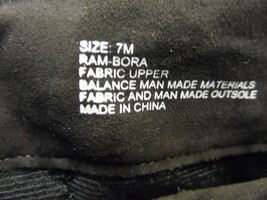 SIZE: 7M
RAM-BORA
FABRIC UPPER
BALANCE MAN MADE MATERIALS
FABRIC AND MAN MADE OUTSOLE
MADE IN CHINA